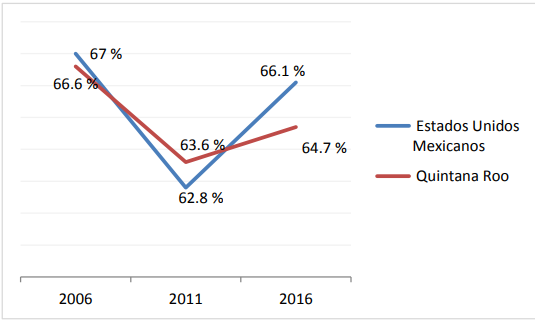 67 %
66.6 %
66.1 %
63.6 %
64.7 %
62.8 %
2006 2011 2016
Estados Unidos
Mexicanos
Quintana Roo